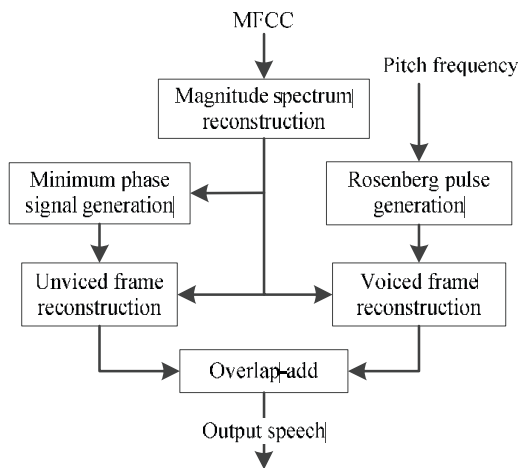 MFCC
Pitch frequency
Magnitude spectrum
reconstruction
Minimum phase
signal generation
Rosenberg pulse
generation
Unviced frame
reconstruction
Voiced frame
reconstruction
Overlap-add
Output speech